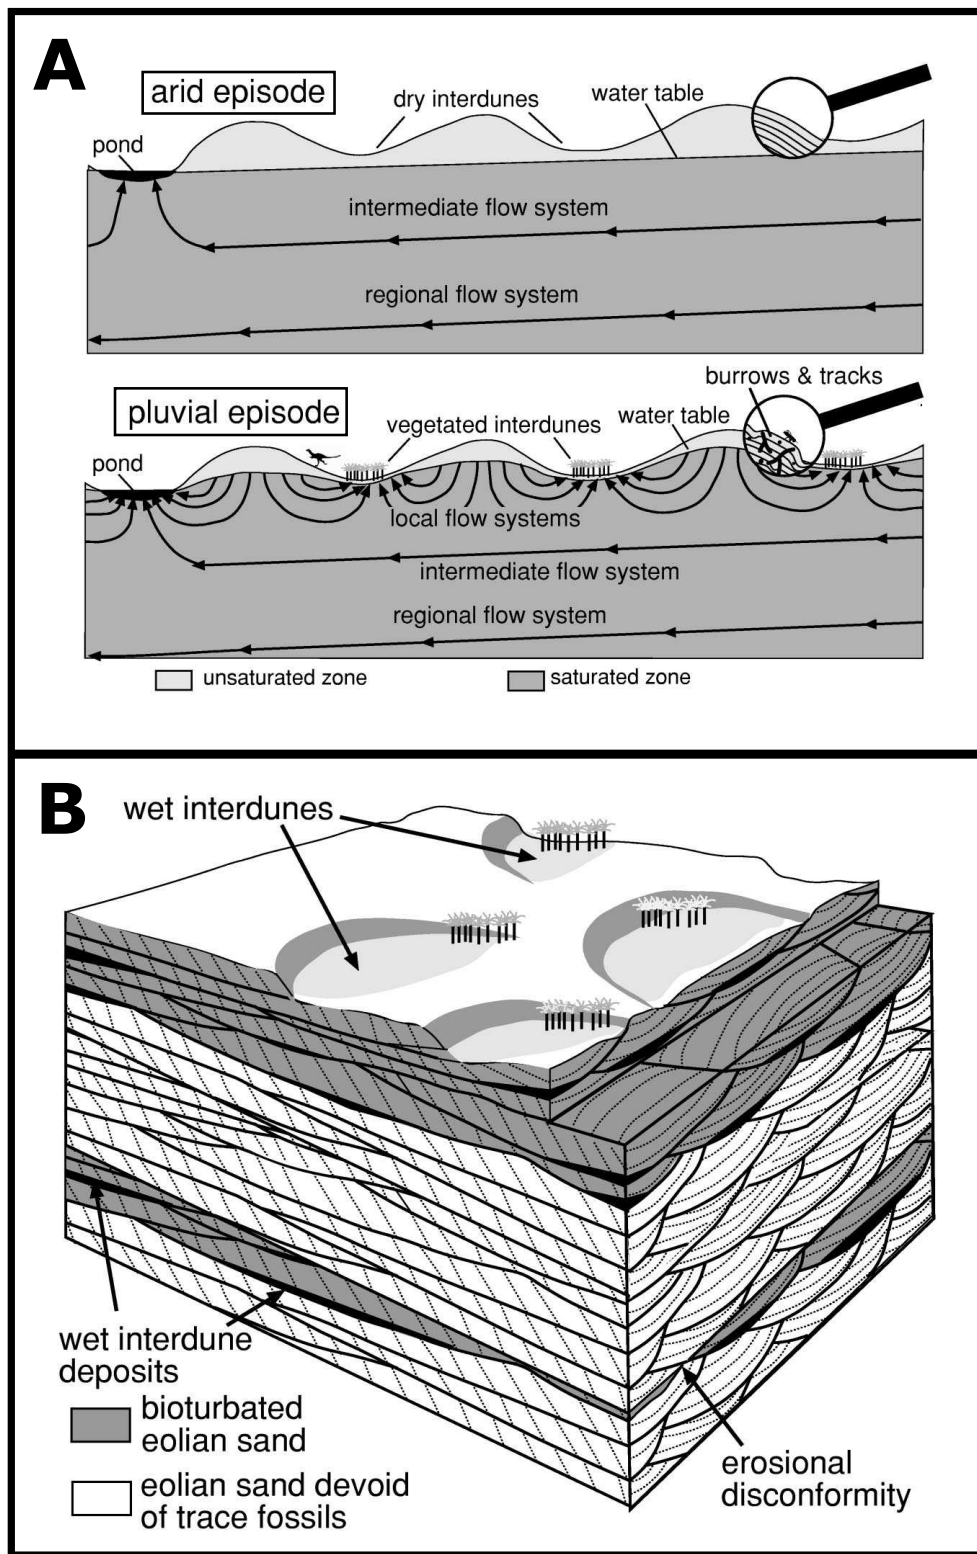 A
arid episode
dry interdunes
water table
pond
intermediate flow system
regional flow system
burrows & tracks
pluvial episode
vegetated interdunes
water table
pond
local flow systems
intermediate flow system
regional flow system
unsaturated zone
saturated zone
B
wet interdunes
wet interdune
deposits
bioturbated
eolian sand
eolian sand devoid
of trace fossils
erosional
disconformity